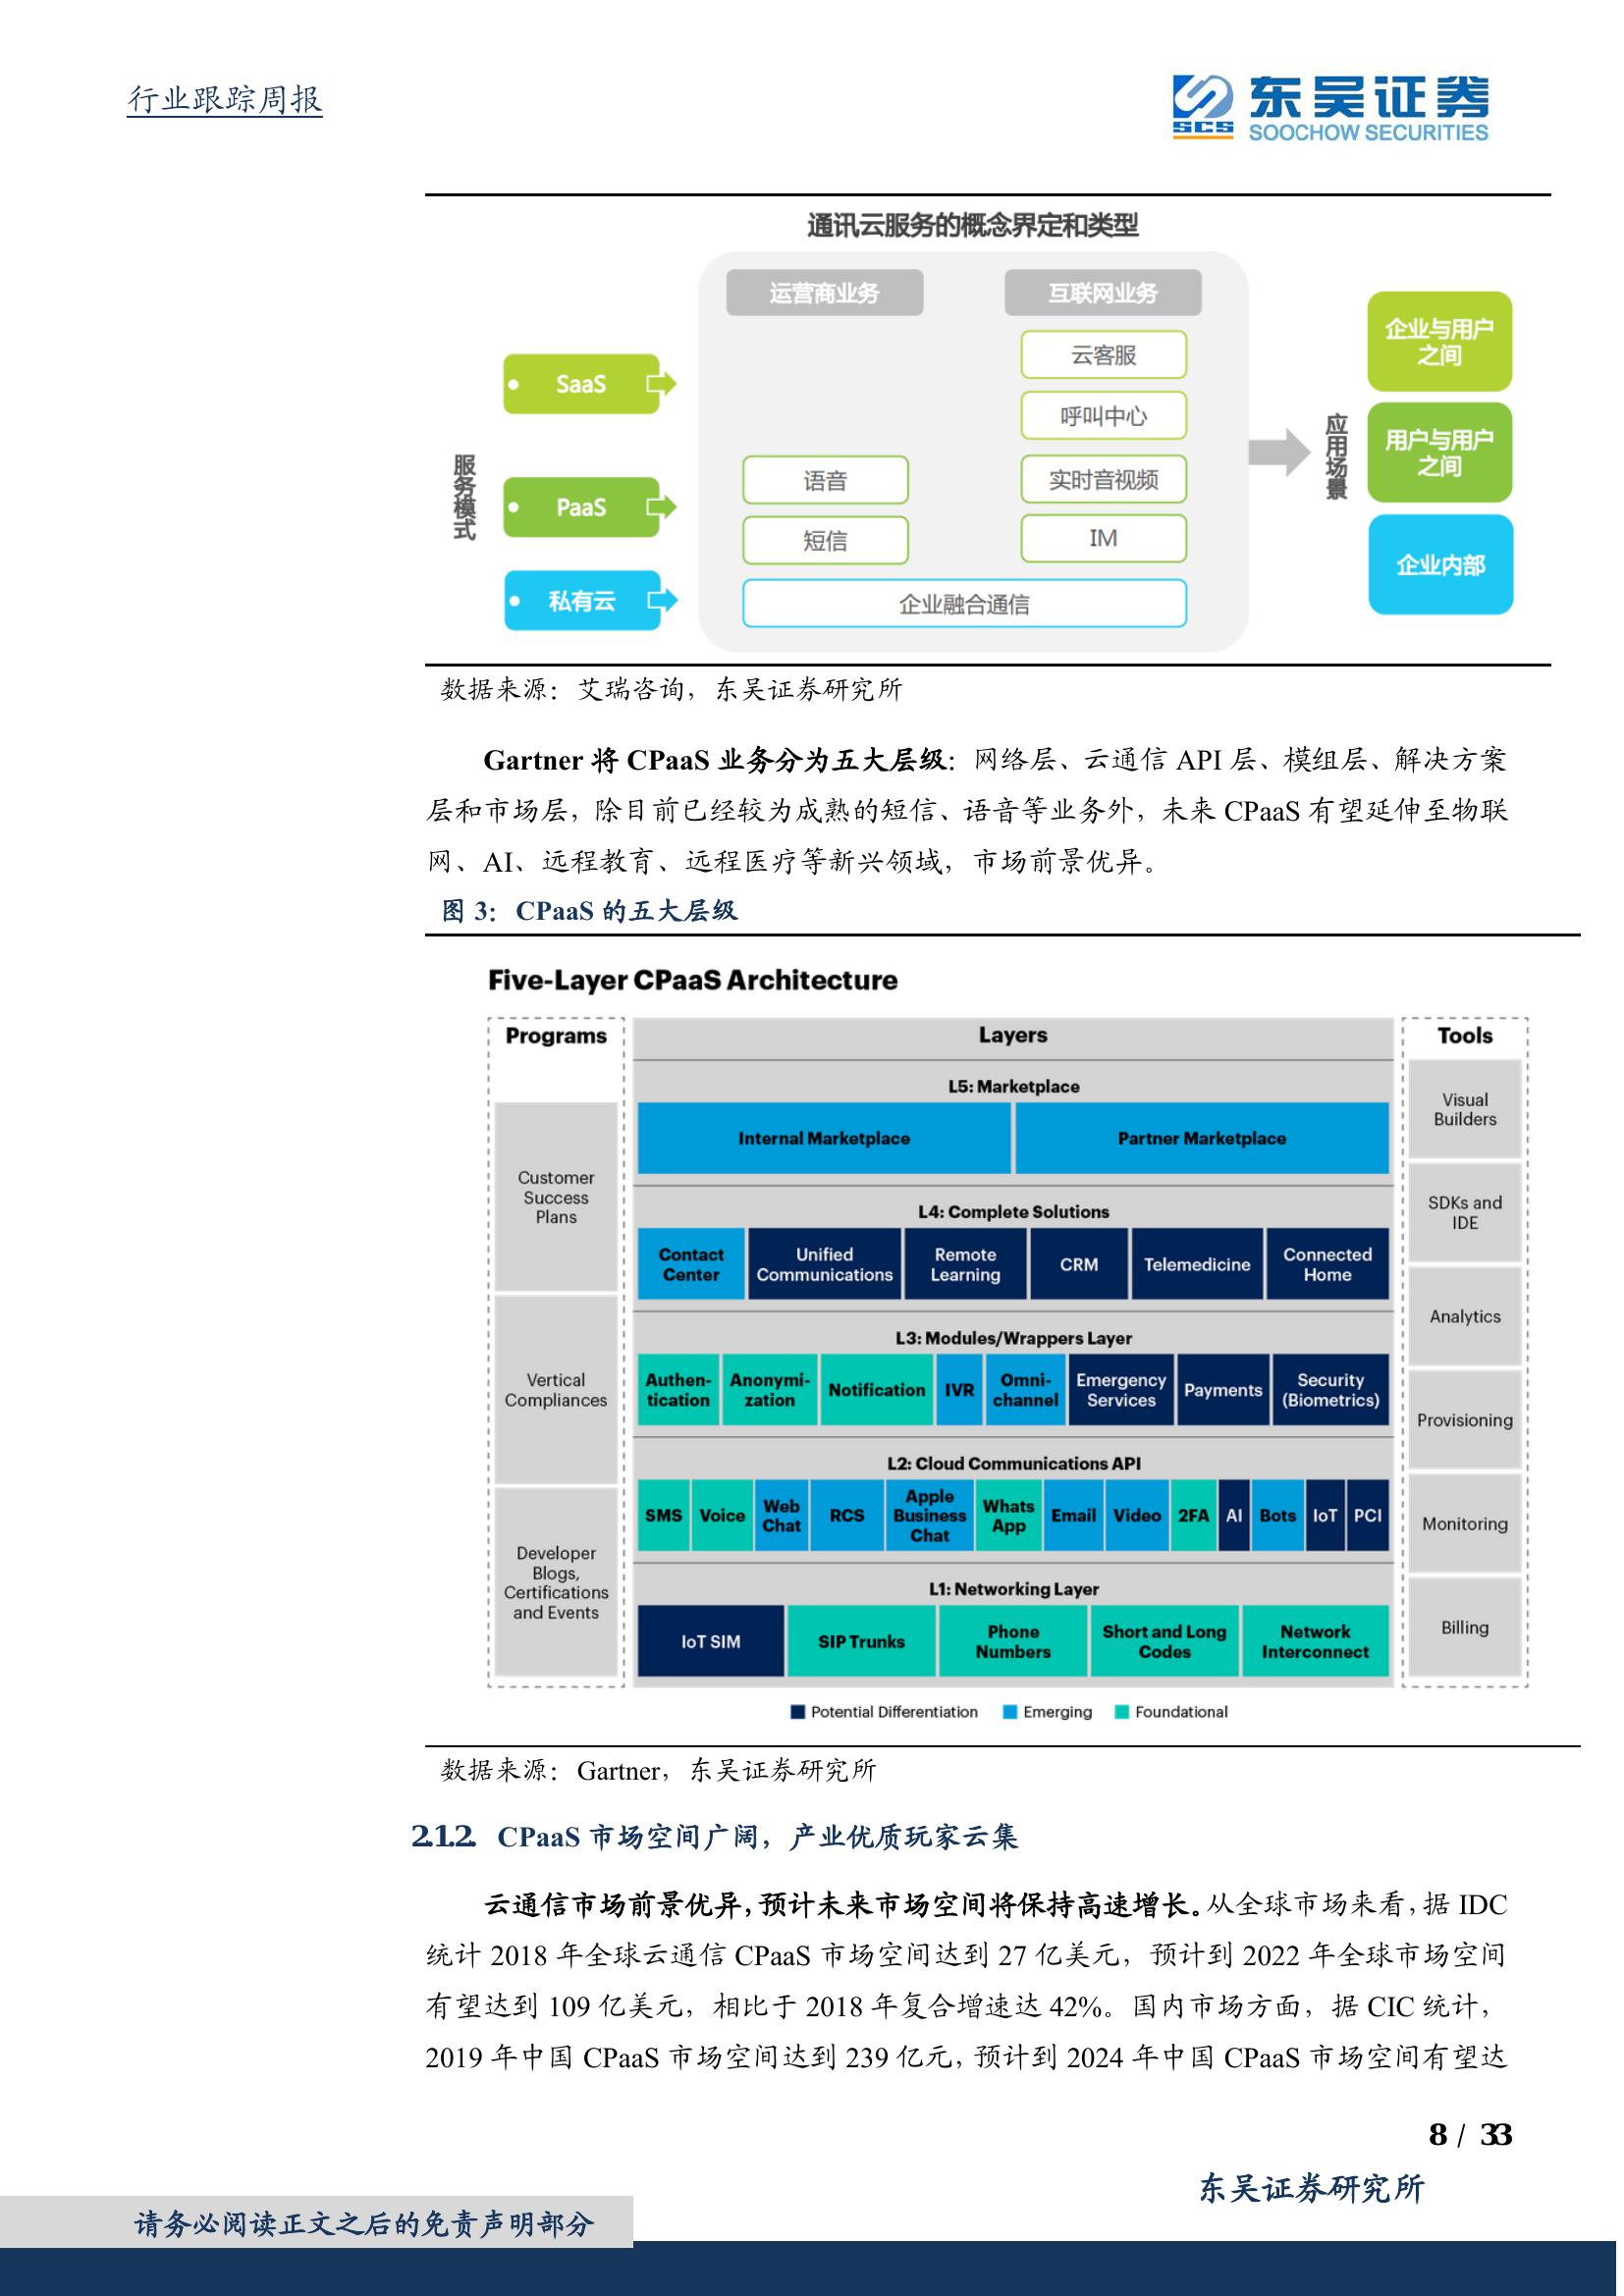 行业跟踪周报
东吴证券
SCS
SOOCHOW SECURITIES
通讯云服务的概念界定和类型
运营商业务
互联网业务
服务模式
SaaS
PaaS
私有云
云客服
呼叫中心
语音
实时音视频
短信
IM
企业融合通信
应用场景
企业与用户
之间
用户与用户
之间
企业内部
数据来源：艾瑞咨询，东吴证券研究所
Gartner 将 CPaaS 业务分为五大层级：网络层、云通信 API 层、模组层、解决方案
层和市场层，除目前已经较为成熟的短信、语音等业务外，未来 CPaaS 有望延伸至物联
网、AI、远程教育、远程医疗等新兴领域，市场前景优异。
图 3：CPaaS 的五大层级
Five-Layer CPaaS Architecture
Programs
Customer
Success
Plans
Vertical
Compliances
Developer
Blogs,
Certifications
and Events
Layers
L5: Marketplace
Internal Marketplace
Partner Marketplace
L4: Complete Solutions
Contact
Center
Unified
Communications
Remote
Learning
CRM
Telemedicine
Connected
Home
L3: Modules/Wrappers Layer
Authen-
tication
Anonymi-
zation
Notification
IVR
Omni-
channel
Emergency
Services
Payments
Security
(Biometrics)
L2: Cloud Communications API
SMS
Voice
Web
Chat
RCS
Apple
Business
Chat
Whats
App
Email
Video
2FA
AI
Bots
IoT
PCI
L1: Networking Layer
IoT SIM
SIP Trunks
Phone
Numbers
Short and Long
Codes
Network
Interconnect
Tools
Visual
Builders
SDKs and
IDE
Analytics
Provisioning
Monitoring
Billing
Potential Differentiation
Emerging
Foundational
数据来源：Gartner，东吴证券研究所
2.1.2. CPaaS 市场空间广阔，产业优质玩家云集
云通信市场前景优异，预计未来市场空间将保持高速增长。从全球市场来看，据 IDC
统计 2018 年全球云通信 CPaaS 市场空间达到 27 亿美元，预计到 2022 年全球市场空间
有望达到 109 亿美元，相比于 2018 年复合增速达 42%。国内市场方面，据 CIC 统计，
2019 年中国 CPaaS 市场空间达到 239 亿元，预计到 2024 年中国 CPaaS 市场空间有望达
8 / 33
东吴证券研究所
请务必阅读正文之后的免责声明部分